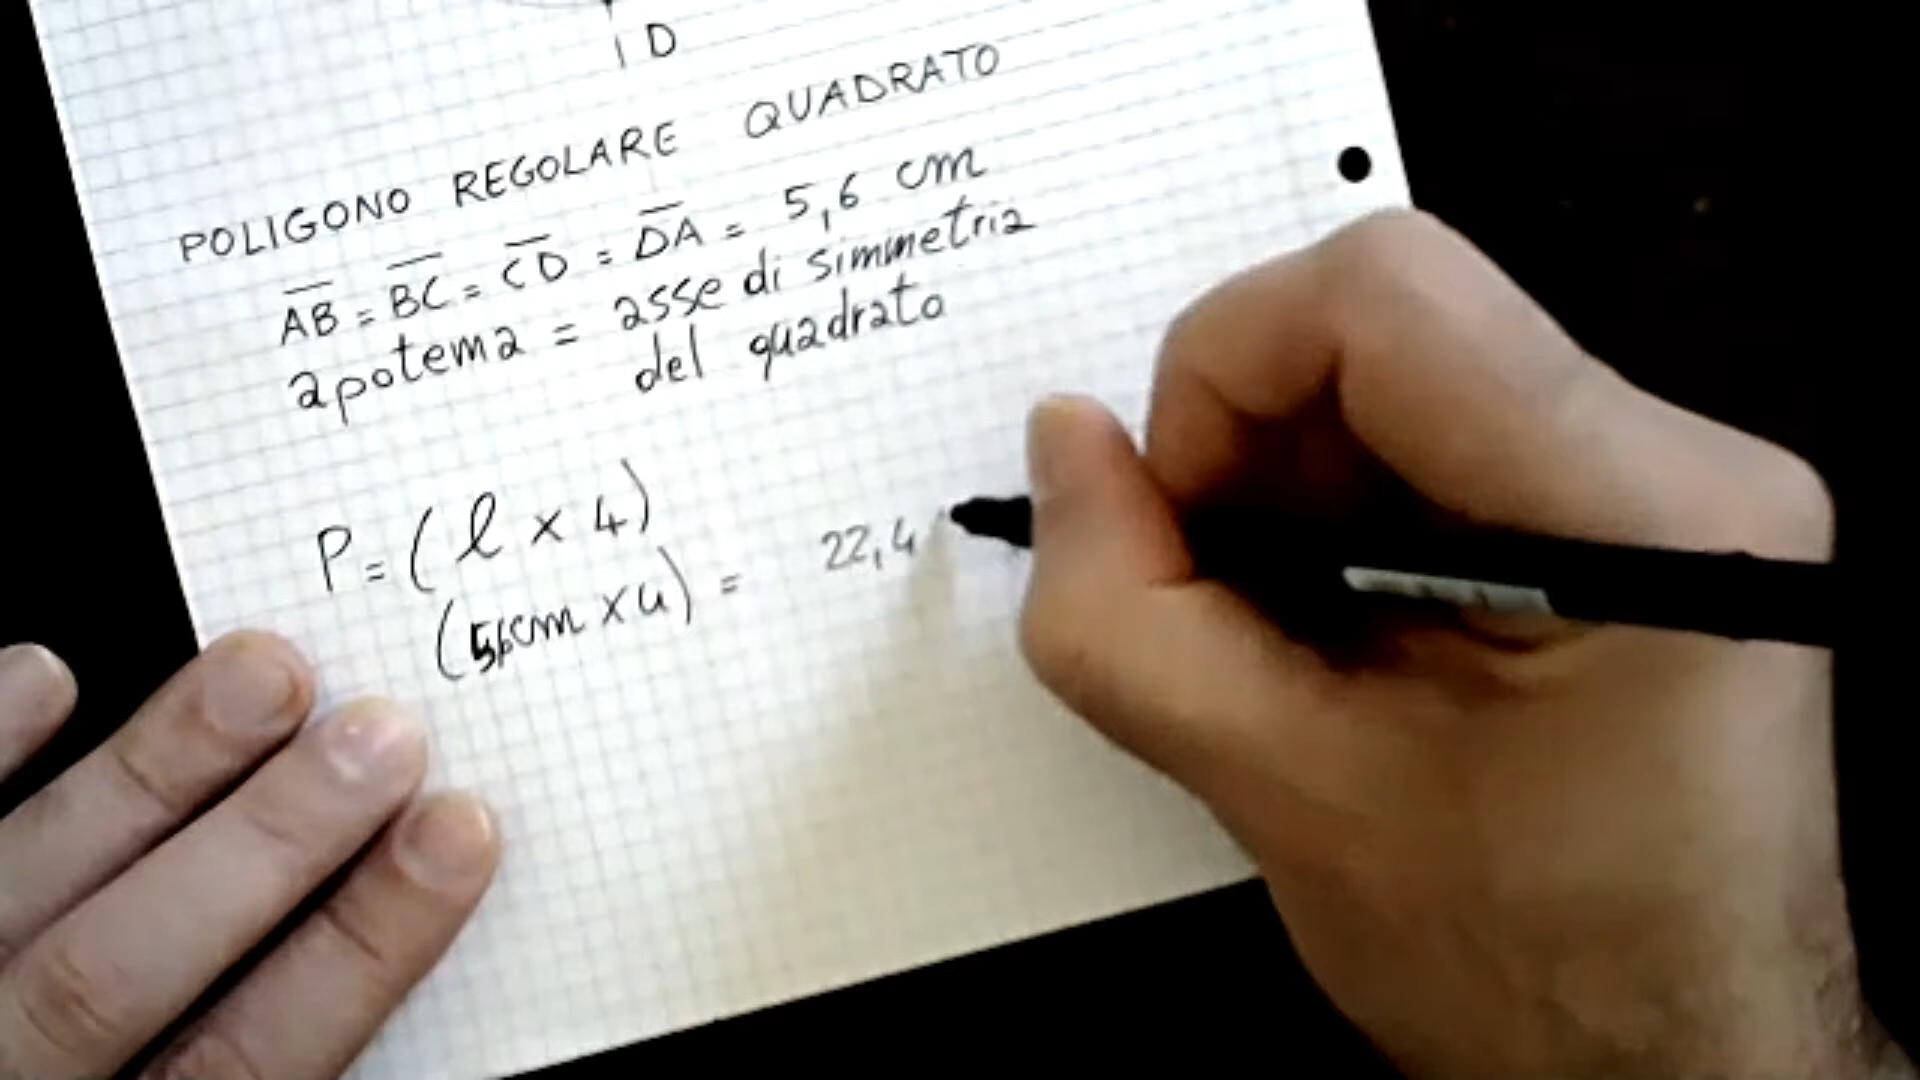 D
POLIGONO REGOLARE QUADRATO
AB = BC = CD = DA = 5,6 cm
apotema = asse di simmetria
del quadrato
P = (l x 4)
(5,6cm x 4) = 22,4